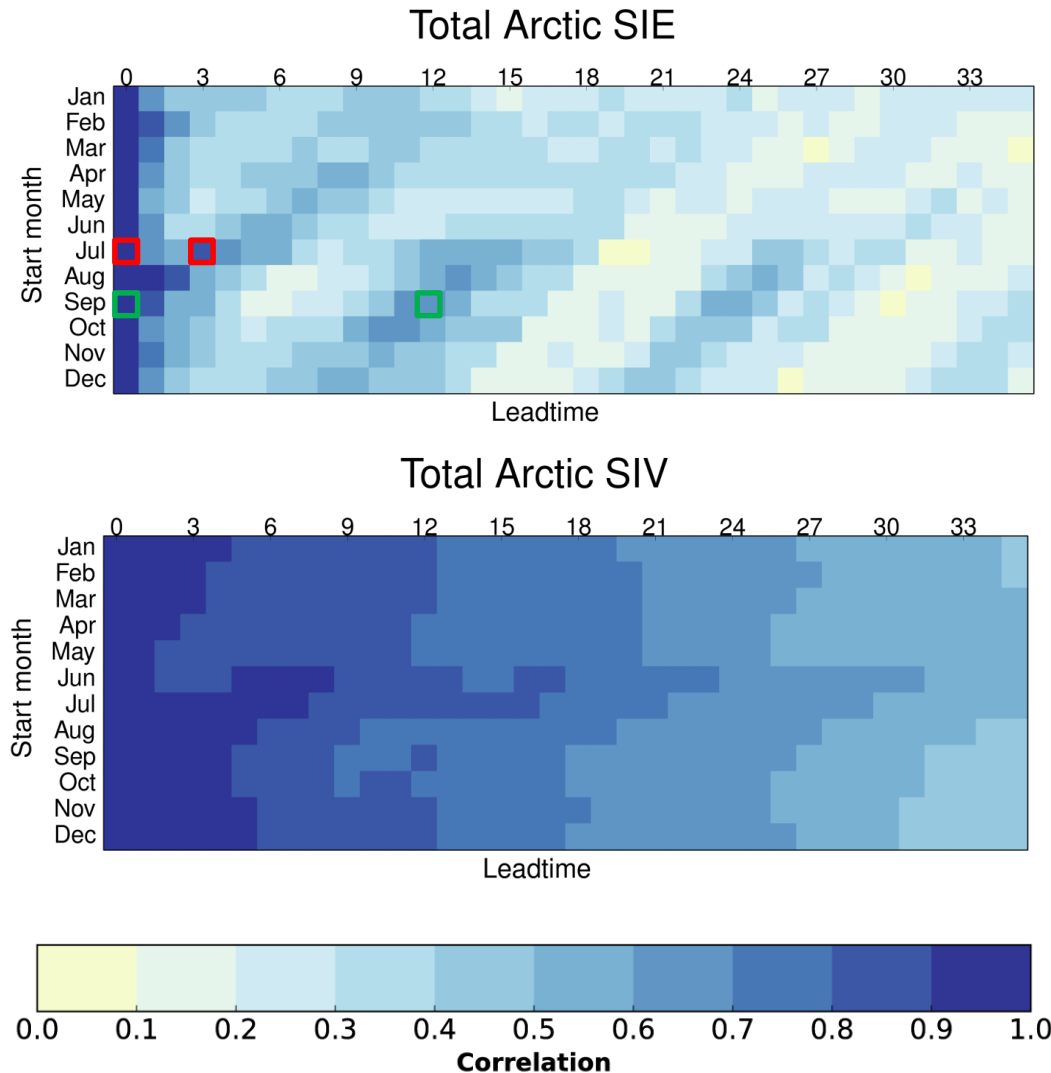 Total Arctic SIE
0 3 6 9 12 15 18 21 24 27 30 33
Start month
Jan
Feb
Mar
Apr
May
Jun
Jul
Aug
Sep
Oct
Nov
Dec
Leadtime
Total Arctic SIV
0 3 6 9 12 15 18 21 24 27 30 33
Start month
Jan
Feb
Mar
Apr
May
Jun
Jul
Aug
Sep
Oct
Nov
Dec
Leadtime
0.0 0.1 0.2 0.3 0.4 0.5 0.6 0.7 0.8 0.9 1.0
Correlation